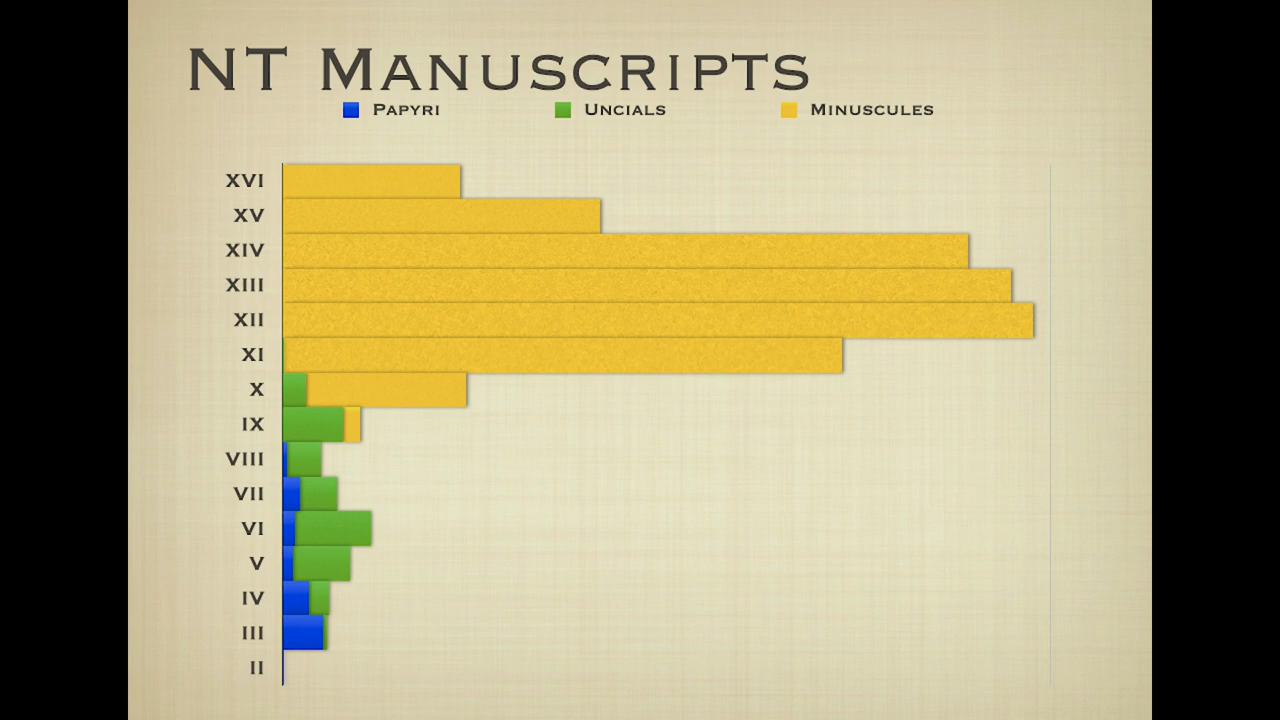 NT Manuscripts
Papyri Uncials Minuscules
XVI
XV
XIV
XIII
XII
XI
X
IX
VIII
VII
VI
V
IV
III
II